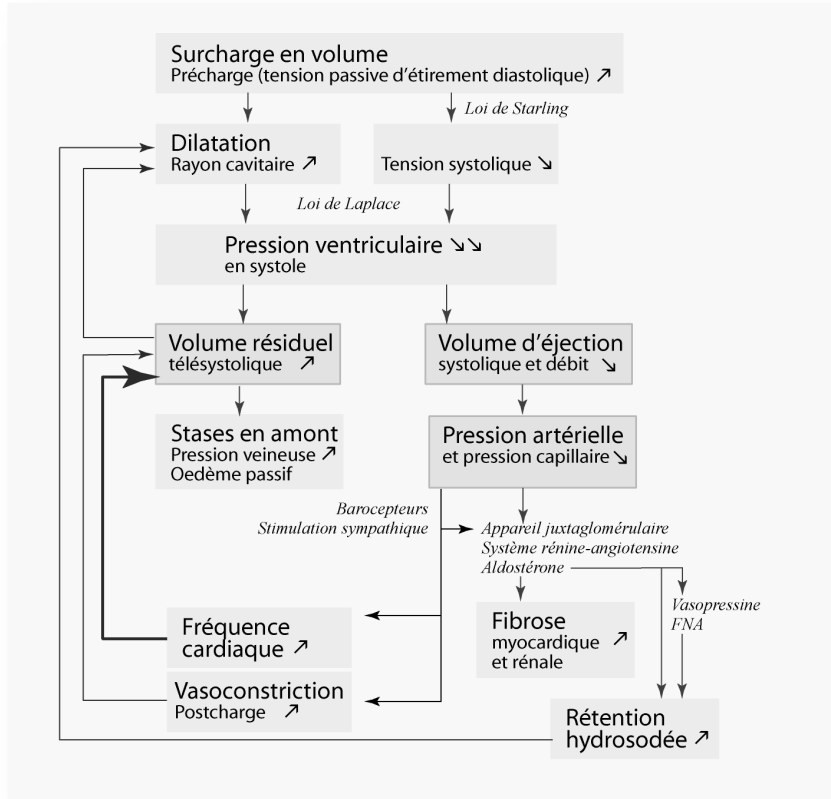 Surcharge en volume
Précharge (tension passive d’étirement diastolique) ↗
Loi de Starling
Dilatation
Rayon cavitaire ↗
Tension systolique ↘
Loi de Laplace
Pression ventriculaire ↘↘
en systole
Volume résiduel
télésystolique ↗
Volume d’éjection
systolique et débit ↘
Stases en amont
Pression veineuse ↗
Oedème passif
Pression artérielle
et pression capillaire ↘
Barocepteurs
Stimulation sympathique
Appareil juxtaglomérulaire
Système rénine-angiotensine
Aldostérone
Vasopressine
FNA
Fréquence
cardiaque ↗
Fibrose
myocardique ↗
et rénale
Vasoconstriction
Postcharge ↗
Rétention
hydrosodée ↗